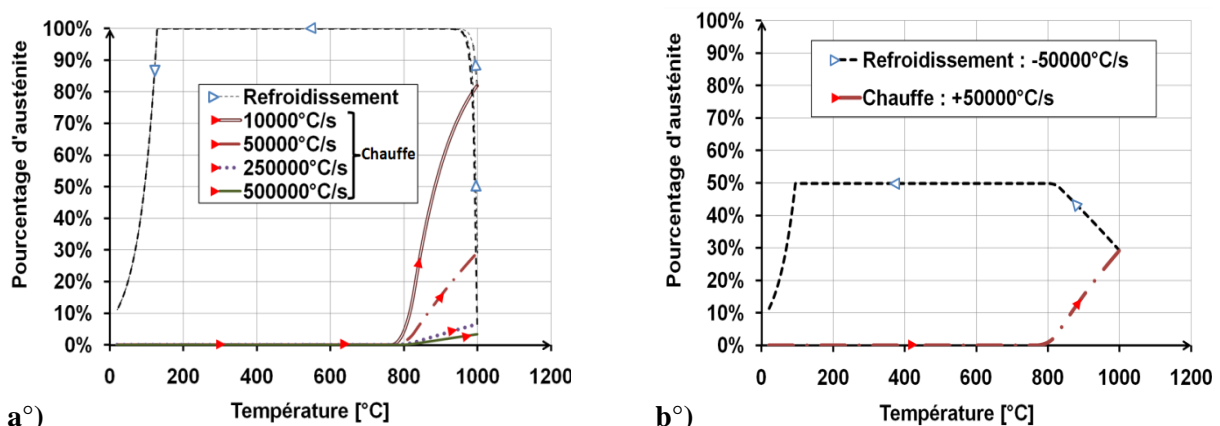 Pourcentage d'austénite
100%
90%
80%
70%
60%
50%
40%
30%
20%
10%
0%
Refroidissement
10000°C/s
50000°C/s
250000°C/s
500000°C/s
Chauffe
0 200 400 600 800 1000 1200
Température [°C]
a°)
Pourcentage d'austénite
100%
90%
80%
70%
60%
50%
40%
30%
20%
10%
0%
Refroidissement : -50000°C/s
Chauffe : +50000°C/s
0 200 400 600 800 1000 1200
Température [°C]
b°)